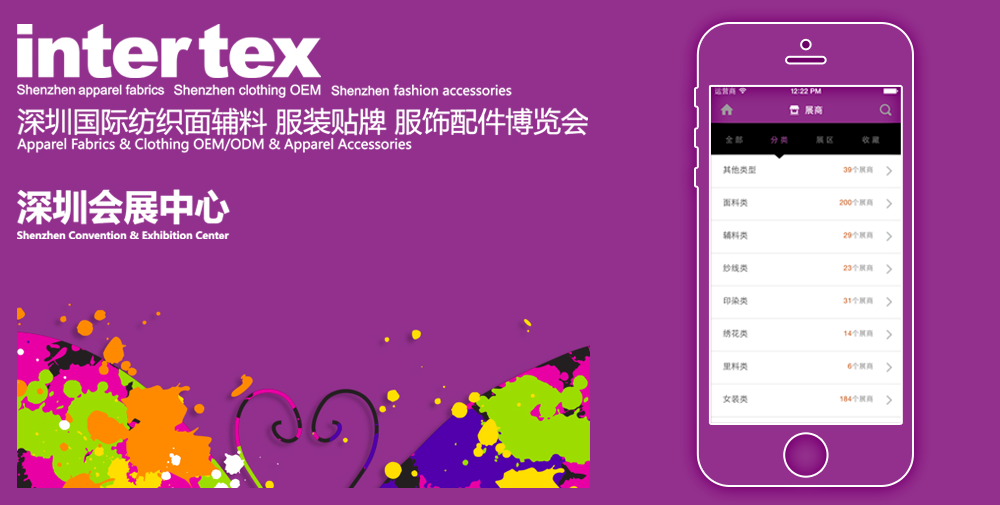 inter tex
Shenzhen apparel fabrics Shenzhen clothing OEM Shenzhen fashion accessories
深圳国际纺织面辅料 服装贴牌 服饰配件博览会
Apparel Fabrics & Clothing OEM/ODM & Apparel Accessories
深圳会展中心
Shenzhen Convention & Exhibition Center
运营商 12:22 PM
展商
全部 分类 展区 收藏
其他类型 39个展商
面料类 200个展商
辅料类 29个展商
纱线类 23个展商
印染类 31个展商
绣花类 14个展商
里料类 6个展商
女装类 184个展商